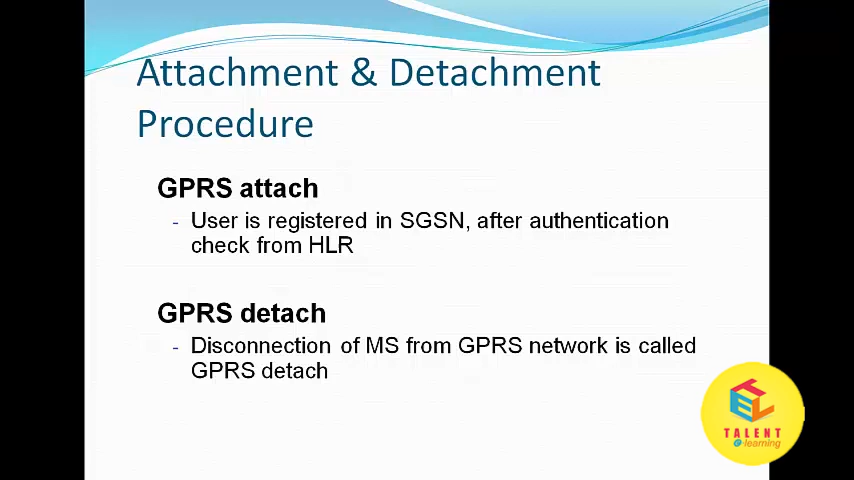 Attachment & Detachment
Procedure
GPRS attach
- User is registered in SGSN, after authentication
check from HLR
GPRS detach
- Disconnection of MS from GPRS network is called
GPRS detach
TEL
TALENT
e-learning